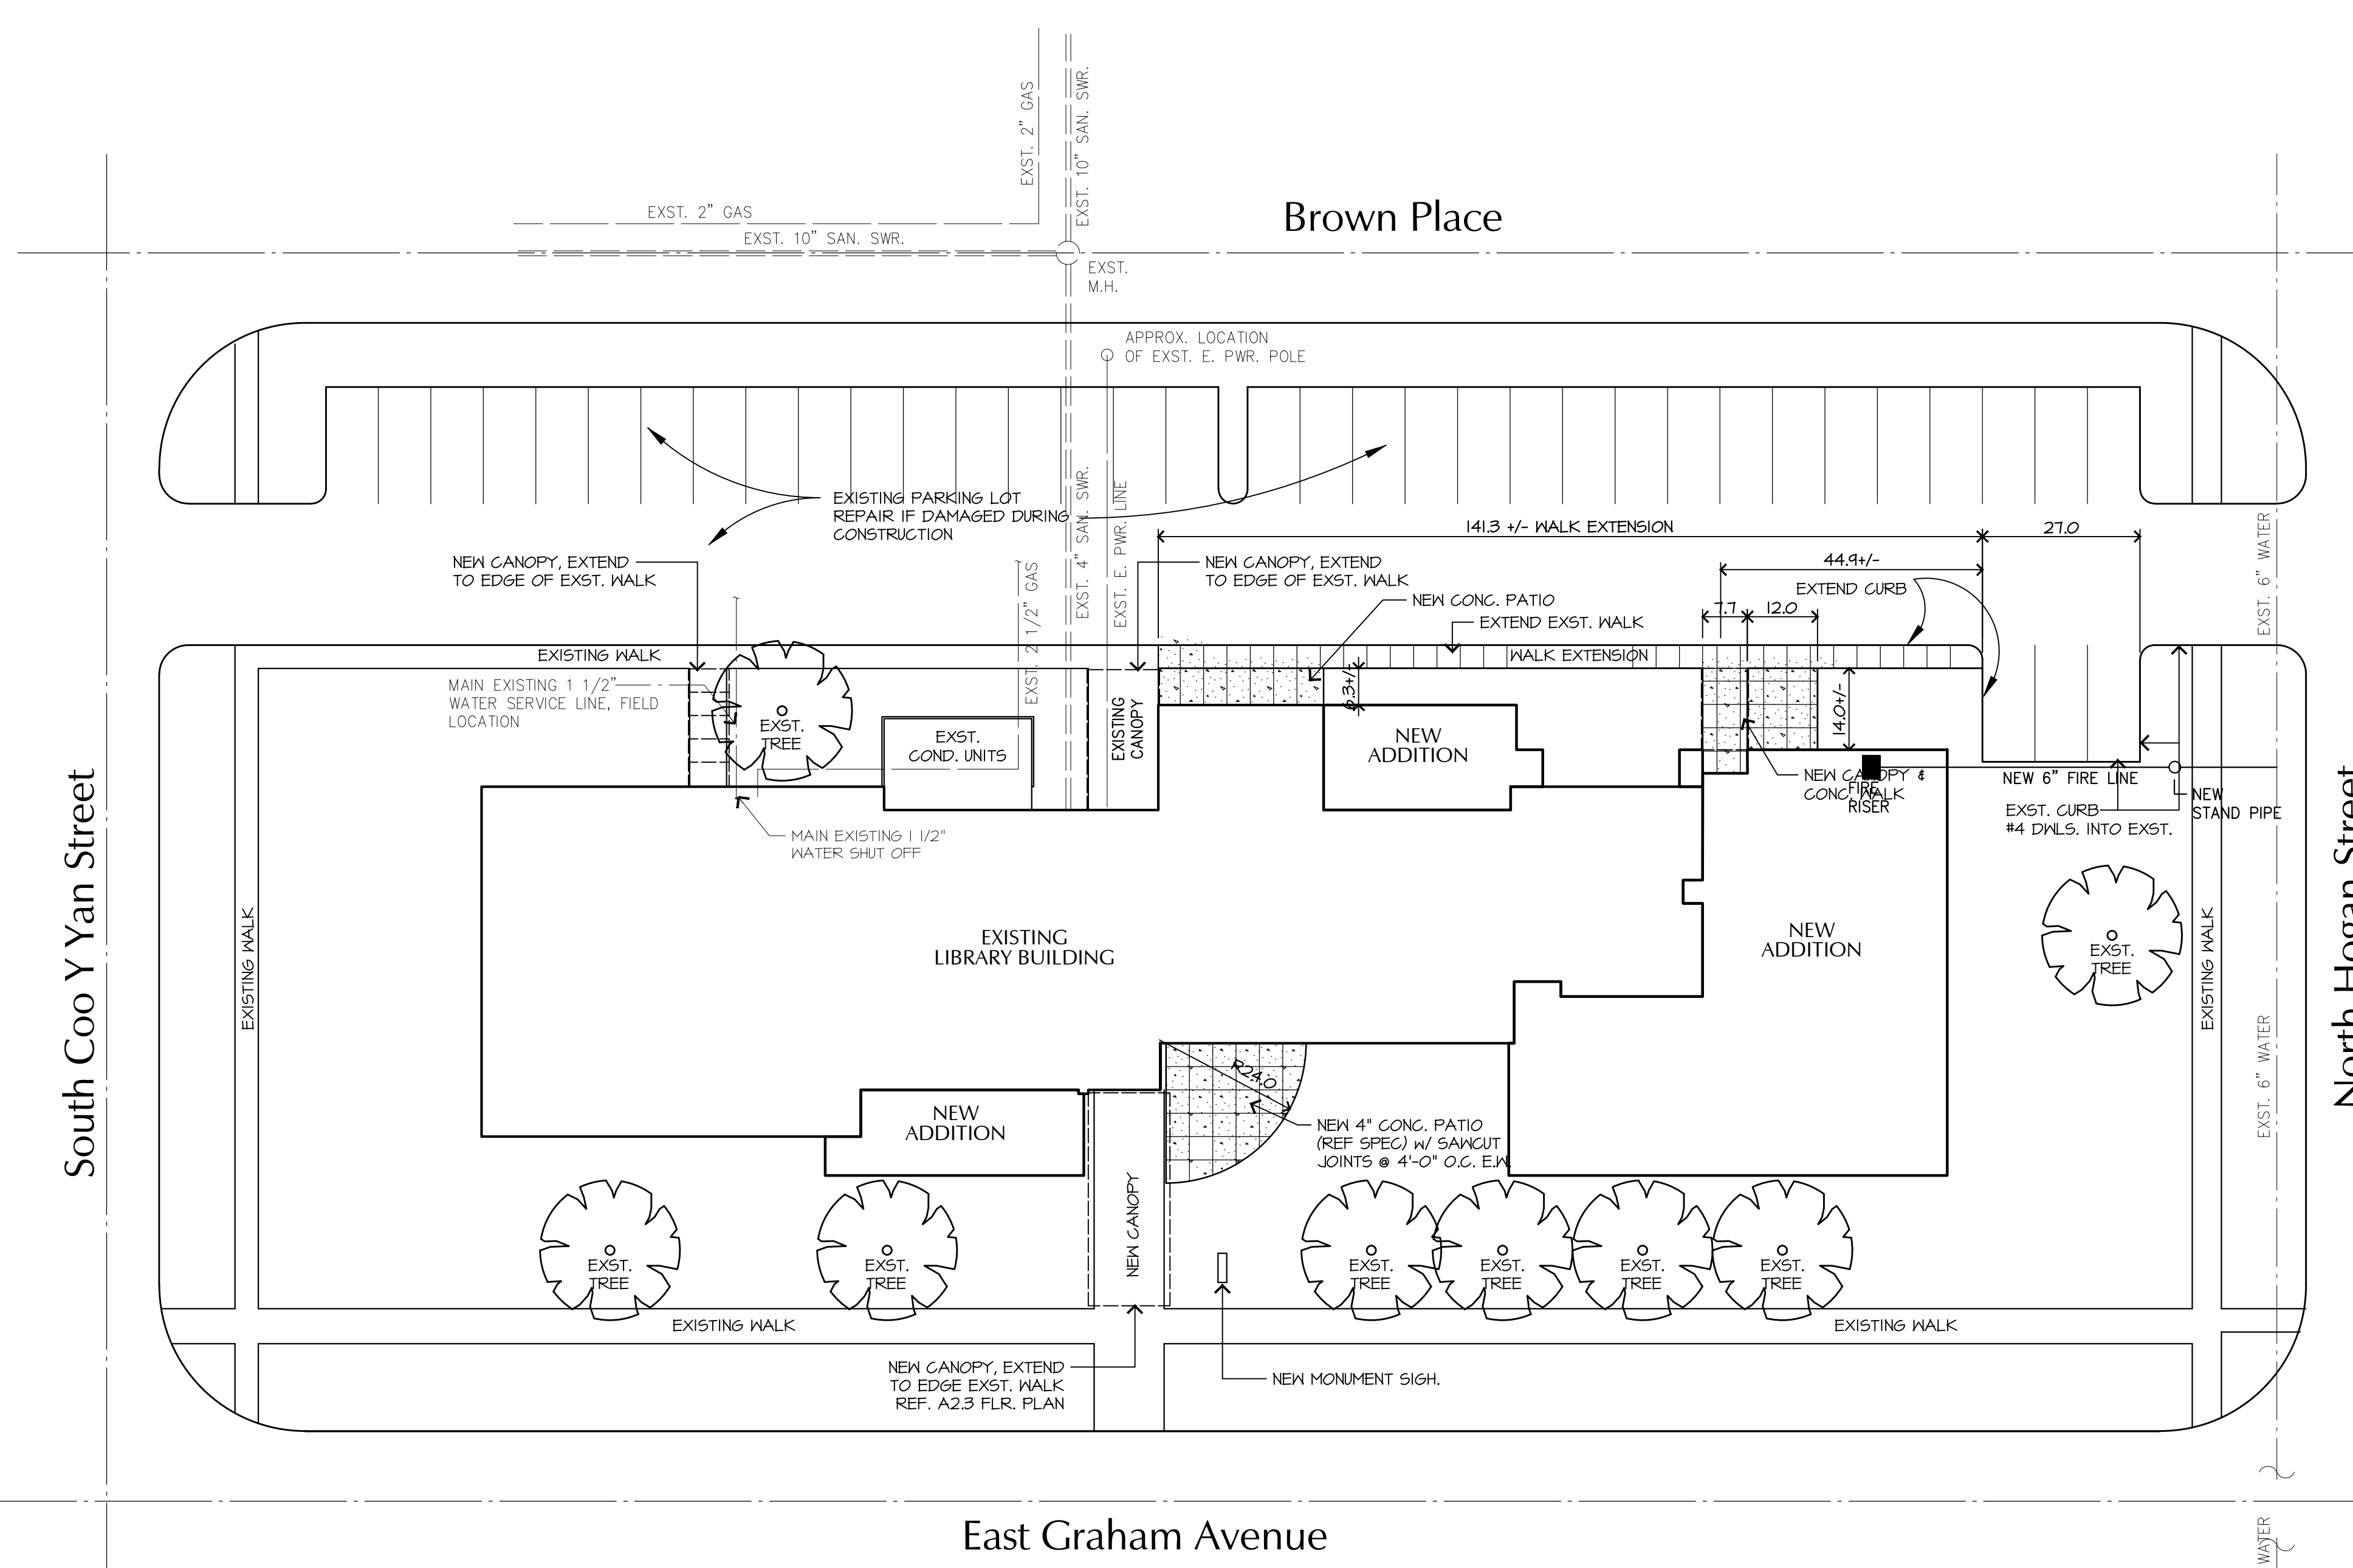 EXST. 2" GAS
EXST. 10" SAN. SWR.
EXST. 2" GAS
EXST. 10" SAN. SWR.
Brown Place
EXST.
M.H.
APPROX. LOCATION
OF EXST. E. PWR. POLE
EXISTING PARKING LOT
REPAIR IF DAMAGED DURING
CONSTRUCTION
EXST. 4" SAN. SWR.
EXST. E. PWR. LINE
EXST. 2 1/2" GAS
141.3 +/- WALK EXTENSION
27.0
44.9+/-
EXTEND CURB
7.7
12.0
EXST. 6" WATER
NEW CANOPY, EXTEND
TO EDGE OF EXST. WALK
NEW CANOPY, EXTEND
TO EDGE OF EXST. WALK
NEW CONC. PATIO
EXTEND EXST. WALK
EXISTING WALK
WALK EXTENSION
MAIN EXISTING 1 1/2"
WATER SERVICE LINE, FIELD
LOCATION
EXST.
TREE
EXST.
COND. UNITS
EXISTING
CANOPY
6.3+/-
NEW
ADDITION
14.0+/-
NEW CANOPY &
CONC. WALK
FIRE
RISER
NEW 6" FIRE LINE
NEW
STAND PIPE
EXST. CURB
#4 DWLS. INTO EXST.
MAIN EXISTING 1 1/2"
WATER SHUT OFF
South Coo Y Yan Street
North Hogan Street
EXISTING WALK
EXISTING
LIBRARY BUILDING
NEW
ADDITION
EXST.
TREE
EXISTING WALK
EXST. 6" WATER
R24.0
NEW
ADDITION
NEW 4" CONC. PATIO
(REF SPEC) W/ SAWCUT
JOINTS @ 4'-0" O.C. E.W.
NEW CANOPY
EXST.
TREE
EXST.
TREE
EXST.
TREE
EXST.
TREE
EXST.
TREE
EXST.
TREE
EXISTING WALK
EXISTING WALK
NEW CANOPY, EXTEND
TO EDGE EXST. WALK
REF. A2.3 FLR. PLAN
NEW MONUMENT SIGH.
East Graham Avenue
WATER